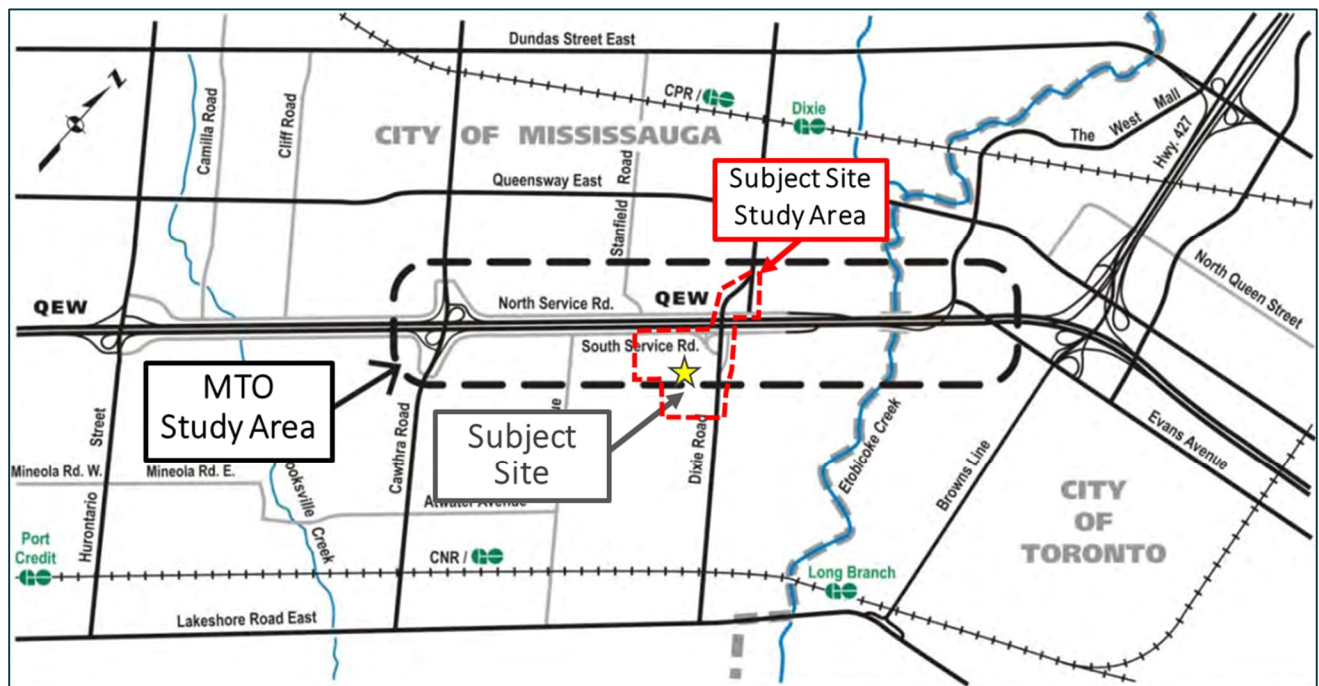 Dundas Street East
N
Camilla Road
Cliff Road
CPR / GO
Dixie
GO
The West Mall
Hwy. 427
CITY OF MISSISSAUGA
Stanfield Road
Queensway East
Subject Site
Study Area
North Queen Street
QEW
North Service Rd.
QEW
South Service Rd.
MTO
Study Area
Subject
Site
Hurontario Street
Cawthra Road
Dixie Road
Etobicoke Creek
Browns Line
Evans Avenue
Mineola Rd. W.
Mineola Rd. E.
Creek
CITY
OF
TORONTO
Port
Credit
GO
CNR / GO
Long Branch
GO
Lakeshore Road East